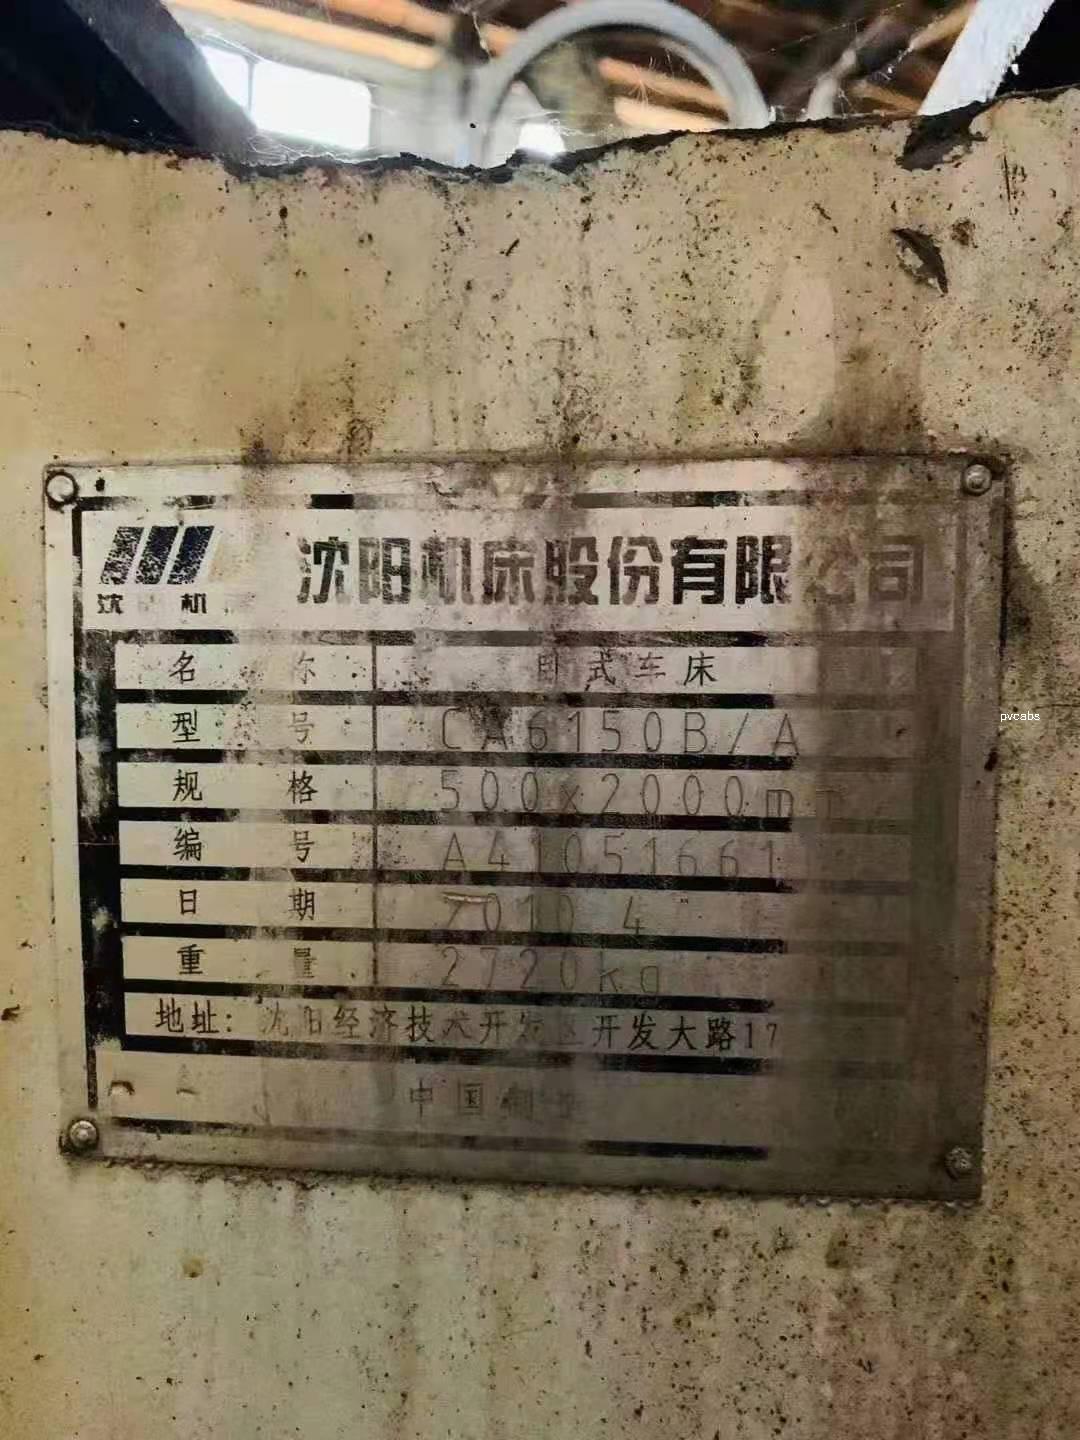 沈阳机床股份有限公司
沈 机
名 称 卧式车床
型 号 CA6150B/A
pvcabs
规 格 500x2000mm
编 号 A41051661
日 期 2010 4
重 量 2720kg
地址：沈阳经济技术开发区开发大路17
中国制造